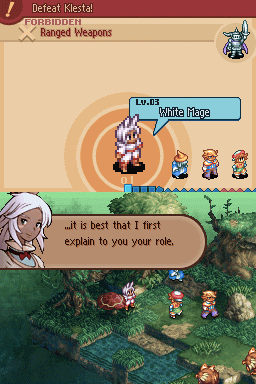 Defeat Klesta!
FORBIDDEN
Ranged Weapons
Lv.03
White Mage
01
...it is best that I first
explain to you your role.